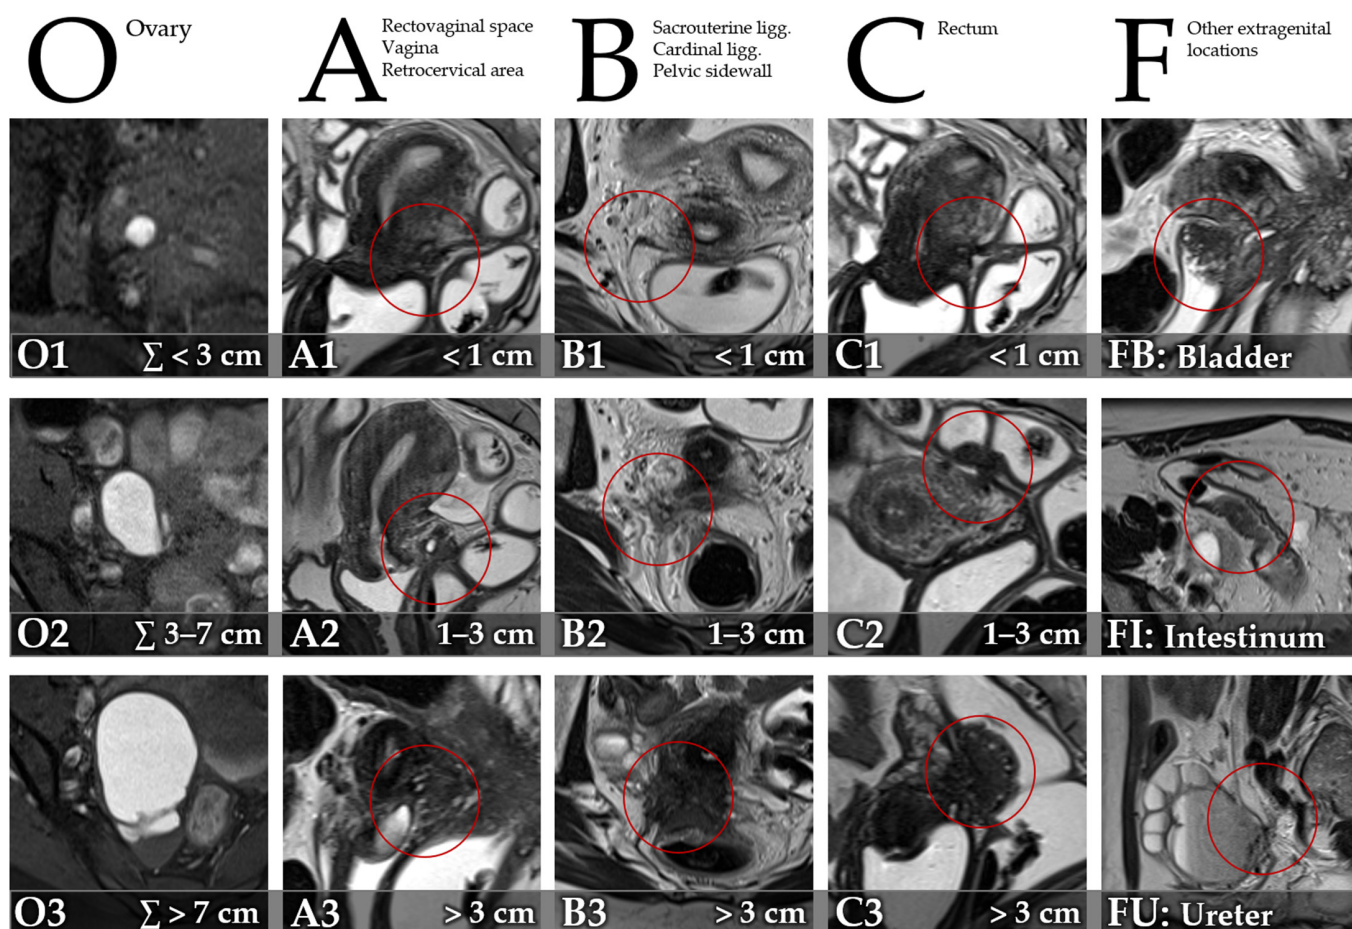 O
Ovary
A
Rectovaginal space
Vagina
Retrocervical area
B
Sacrouterine ligg.
Cardinal ligg.
Pelvic sidewall
C
Rectum
F
Other extragenital
locations
O1 ∑ < 3 cm
A1 < 1 cm
B1 < 1 cm
C1 < 1 cm
FB: Bladder
O2 ∑ 3–7 cm
A2 1–3 cm
B2 1–3 cm
C2 1–3 cm
FI: Intestinum
O3 ∑ > 7 cm
A3 > 3 cm
B3 > 3 cm
C3 > 3 cm
FU: Ureter